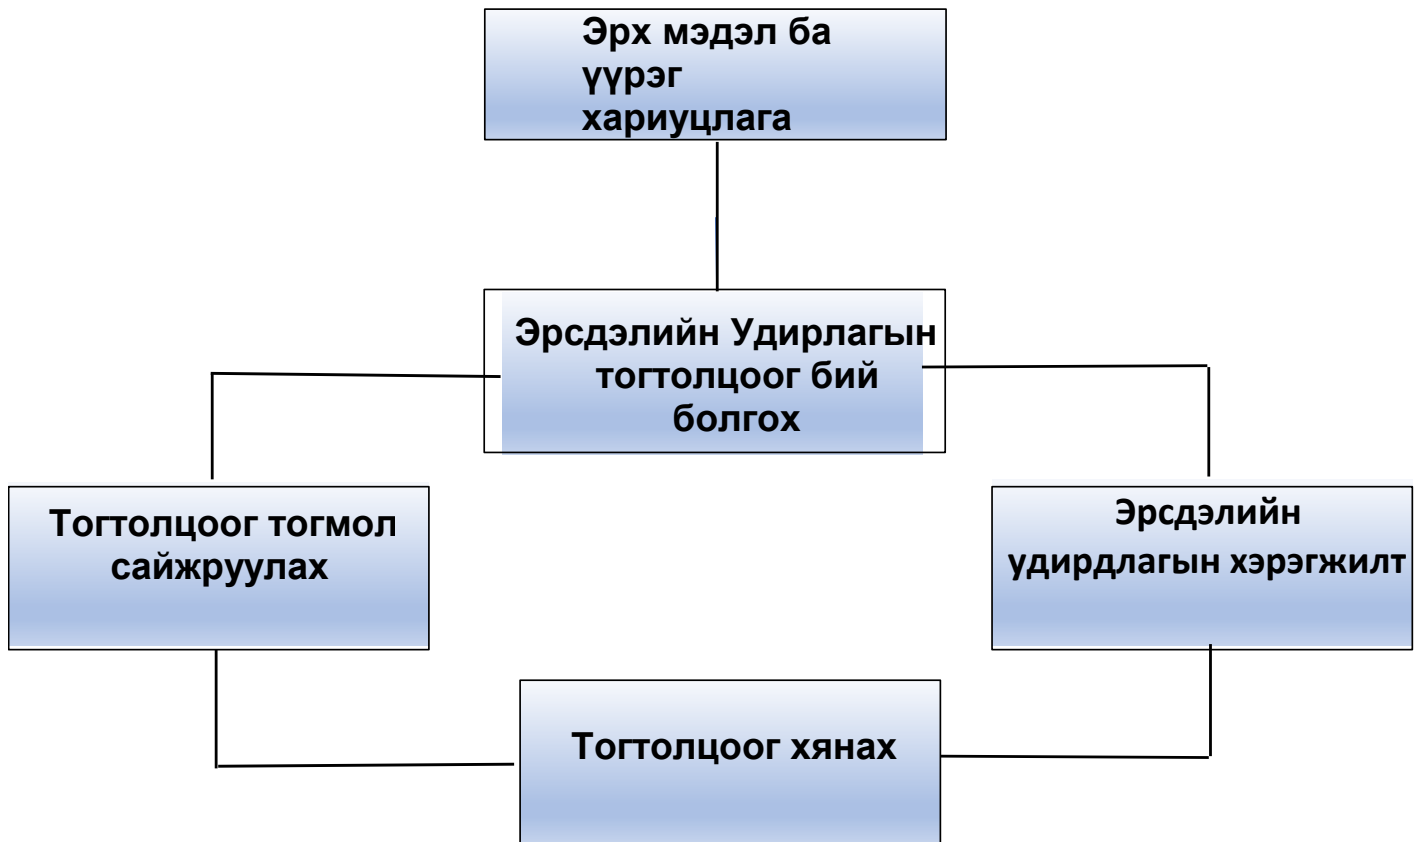 Эрх мэдэл ба
үүрэг
хариуцлага
Эрсдэлийн Удирлагын
тогтолцоог бий
болгох
Тогтолцоог тогмол
сайжруулах
Эрсдэлийн
удирдлагын хэрэгжилт
Тогтолцоог хянах